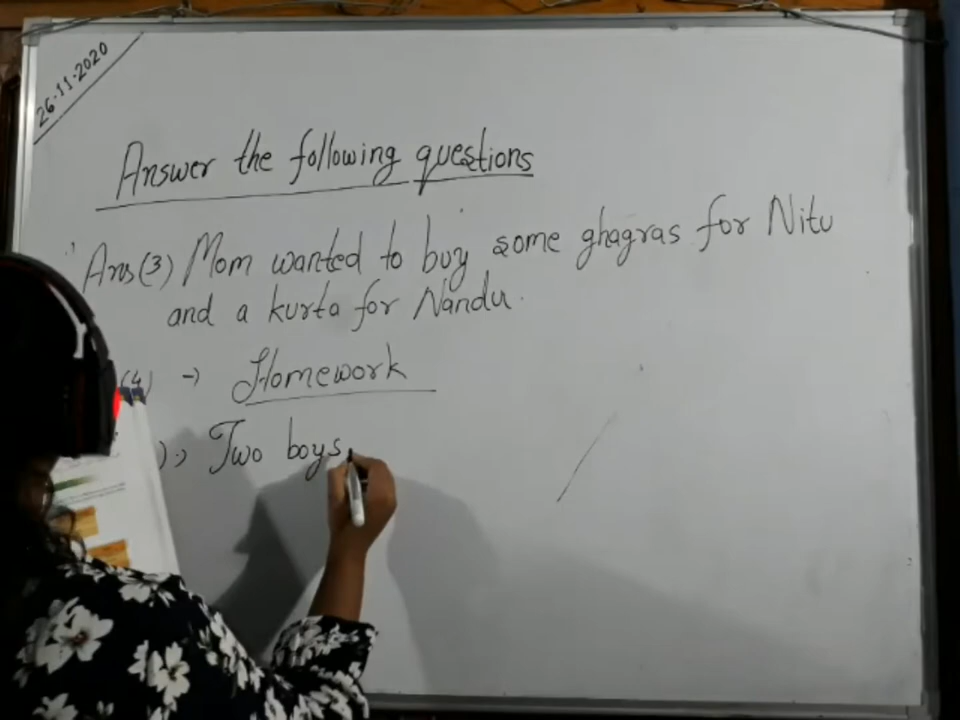 26.11.2020
Answer the following questions
Ans (3) Mom wanted to buy some ghagras for Nitu
and a kurta for Nandu.
(4) → Homework
) → Two boys